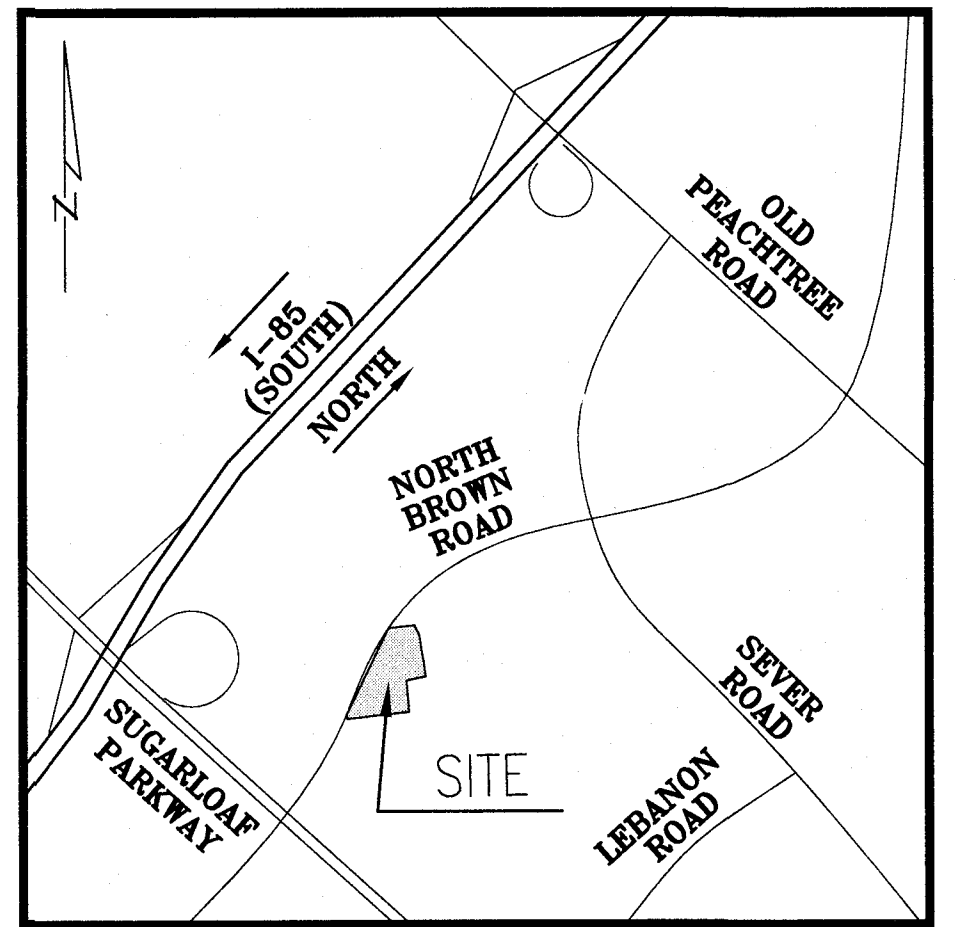 N
OLD
PEACHTREE
ROAD
I-85
(SOUTH)
NORTH
NORTH
BROWN
ROAD
SEVER
ROAD
SUGARLOAF
PARKWAY
SITE
LEBANON
ROAD